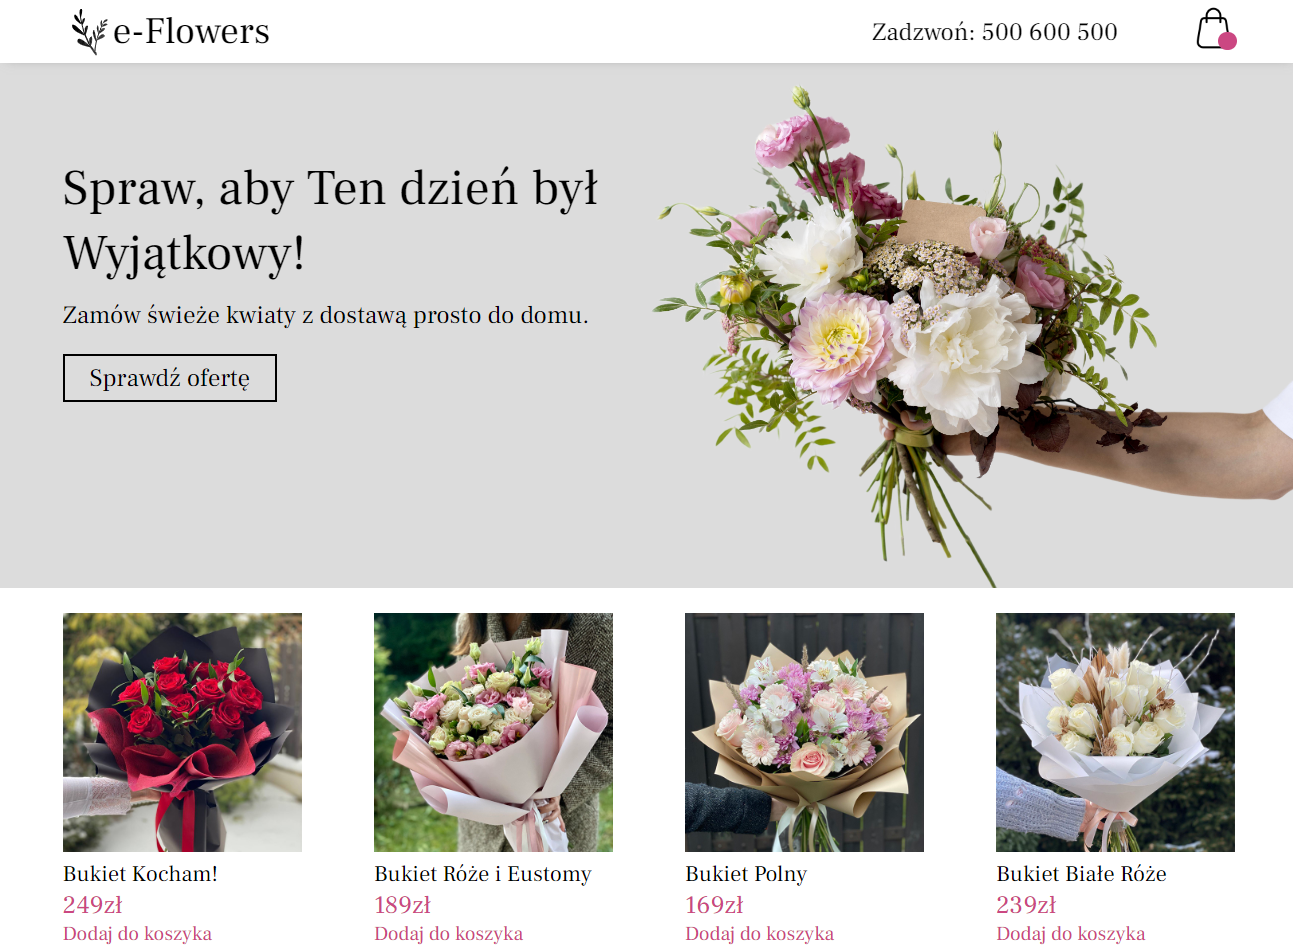 e-Flowers
Zadzwoń: 500 600 500
Spraw, aby Ten dzień był
Wyjątkowy!
Zamów świeże kwiaty z dostawą prosto do domu.
Sprawdź ofertę
Bukiet Kocham!
249zł
Dodaj do koszyka
Bukiet Róże i Eustomy
189zł
Dodaj do koszyka
Bukiet Polny
169zł
Dodaj do koszyka
Bukiet Białe Róże
239zł
Dodaj do koszyka